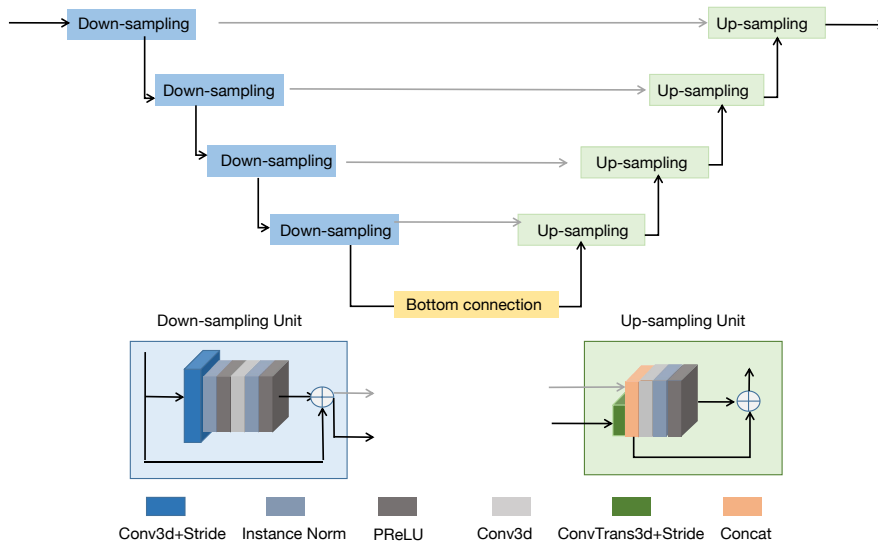 Down-sampling
Up-sampling
Down-sampling
Up-sampling
Down-sampling
Up-sampling
Down-sampling
Up-sampling
Bottom connection
Down-sampling Unit
Up-sampling Unit
Conv3d+Stride
Instance Norm
PReLU
Conv3d
ConvTrans3d+Stride
Concat